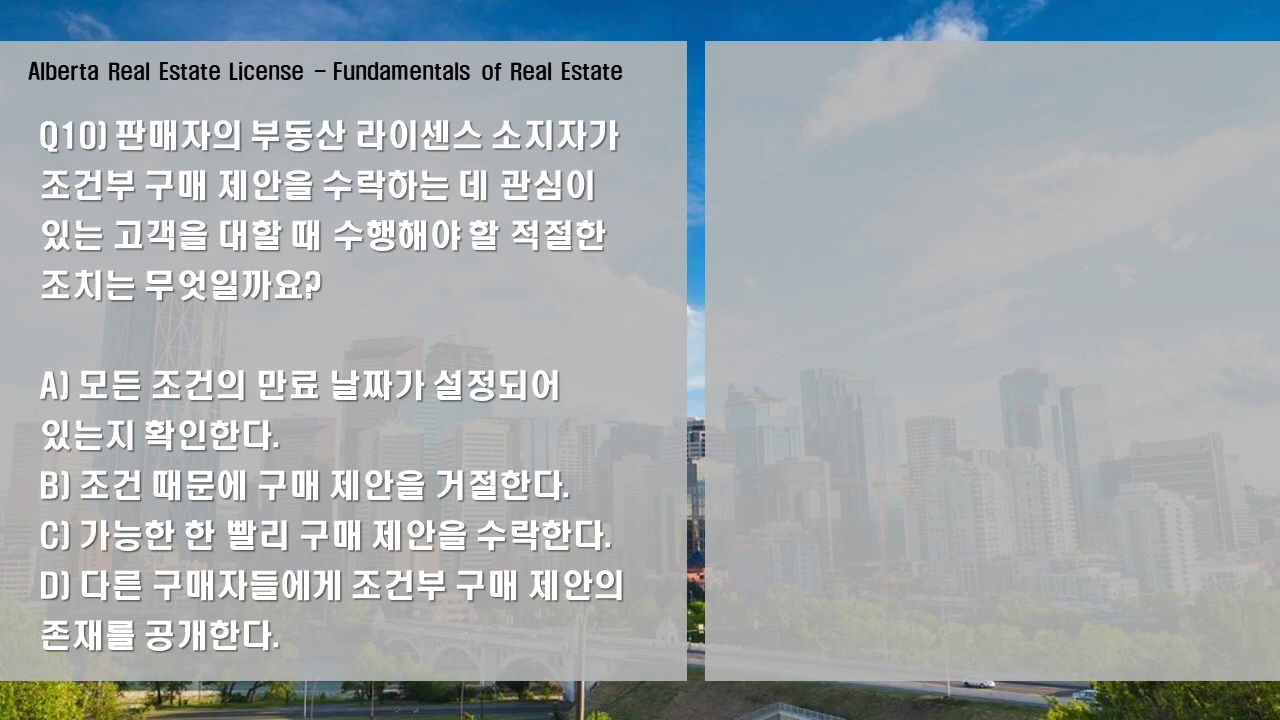 Alberta Real Estate License - Fundamentals of Real Estate
Q10) 판매자의 부동산 라이센스 소지자가
조건부 구매 제안을 수락하는 데 관심이
있는 고객을 대할 때 수행해야 할 적절한
조치는 무엇일까요?
A) 모든 조건의 만료 날짜가 설정되어
있는지 확인한다.
B) 조건 때문에 구매 제안을 거절한다.
C) 가능한 한 빨리 구매 제안을 수락한다.
D) 다른 구매자들에게 조건부 구매 제안의
존재를 공개한다.